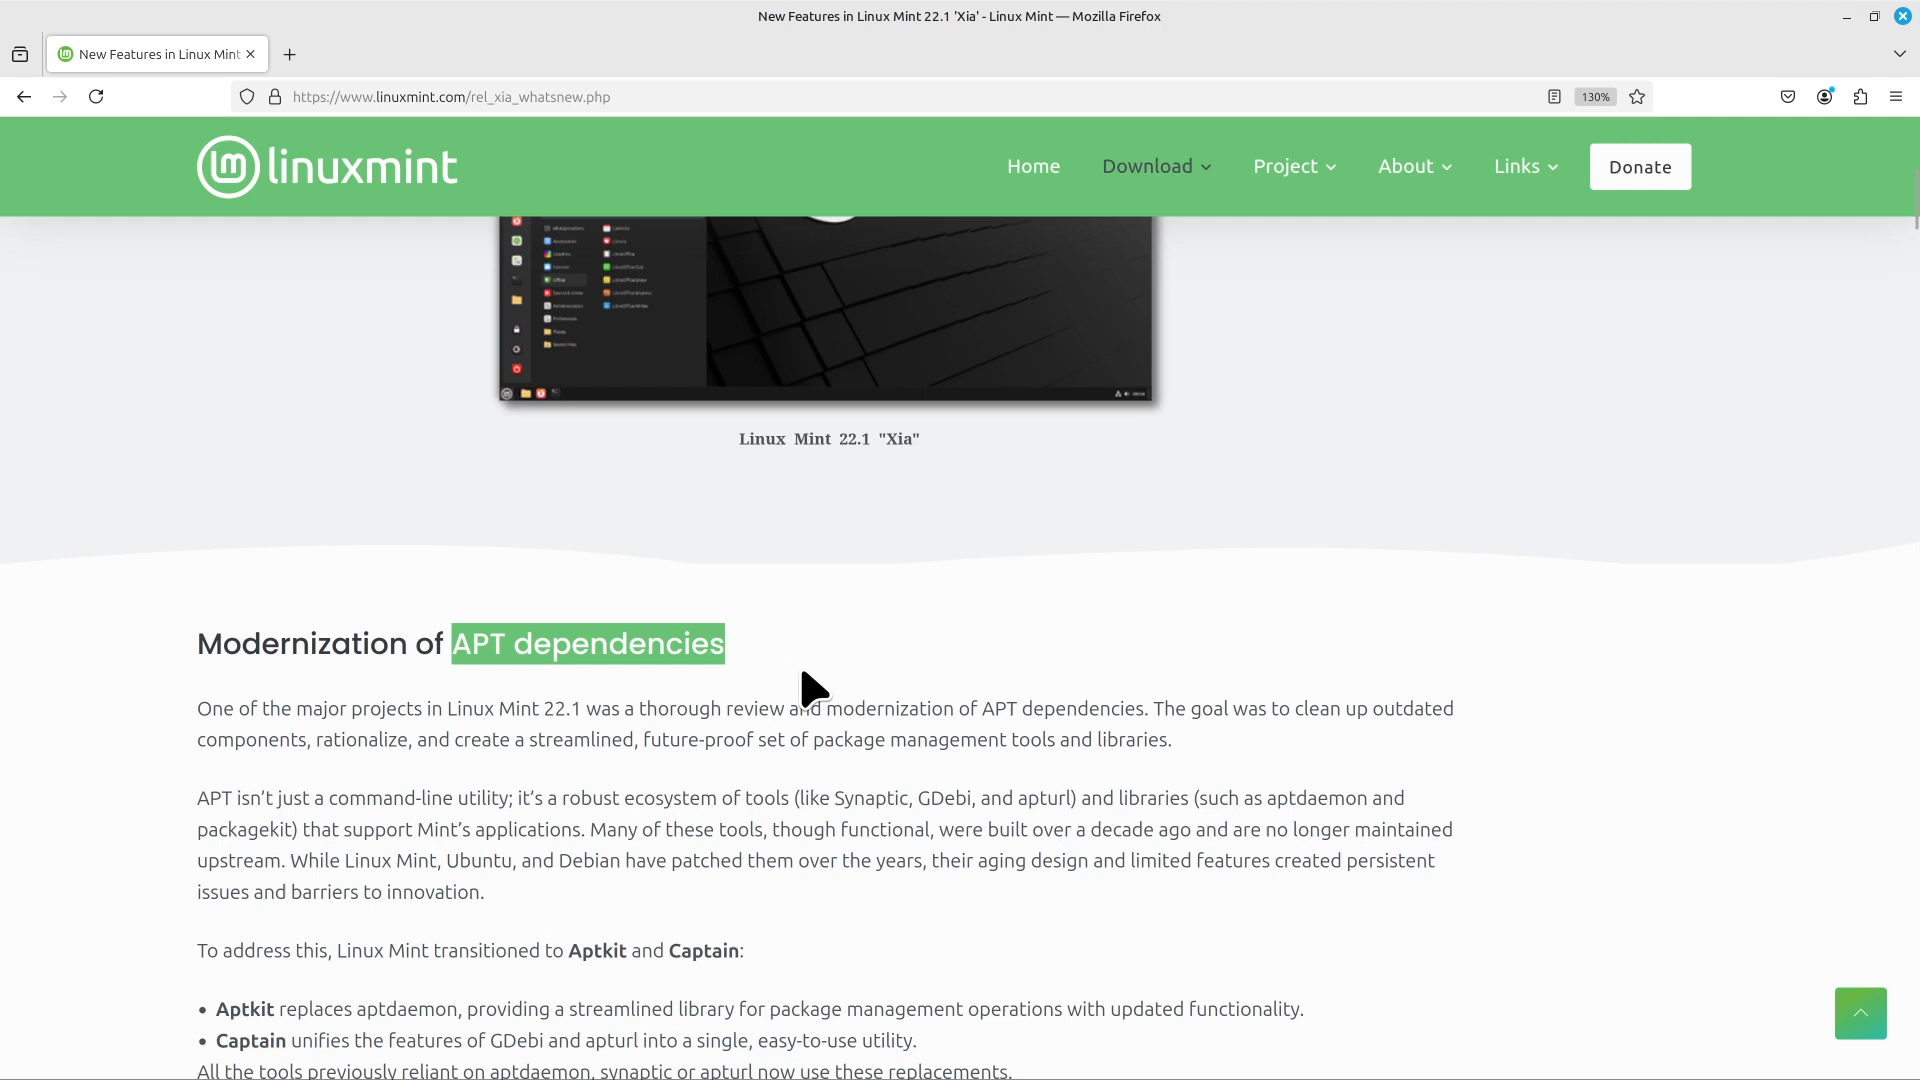 New Features in Linux Mint 22.1 'Xia' - Linux Mint — Mozilla Firefox
New Features in Linux Mint
https://www.linuxmint.com/rel_xia_whatsnew.php
130%
linuxmint
Home
Download
Project
About
Links
Donate
Linux Mint 22.1 "Xia"
Modernization of APT dependencies
One of the major projects in Linux Mint 22.1 was a thorough review and modernization of APT dependencies. The goal was to clean up outdated
components, rationalize, and create a streamlined, future-proof set of package management tools and libraries.
APT isn’t just a command-line utility; it’s a robust ecosystem of tools (like Synaptic, GDebi, and apturl) and libraries (such as aptdaemon and
packagekit) that support Mint’s applications. Many of these tools, though functional, were built over a decade ago and are no longer maintained
upstream. While Linux Mint, Ubuntu, and Debian have patched them over the years, their aging design and limited features created persistent
issues and barriers to innovation.
To address this, Linux Mint transitioned to Aptkit and Captain:
• Aptkit replaces aptdaemon, providing a streamlined library for package management operations with updated functionality.
• Captain unifies the features of GDebi and apturl into a single, easy-to-use utility.
All the tools previously reliant on aptdaemon, synaptic or apturl now use these replacements.